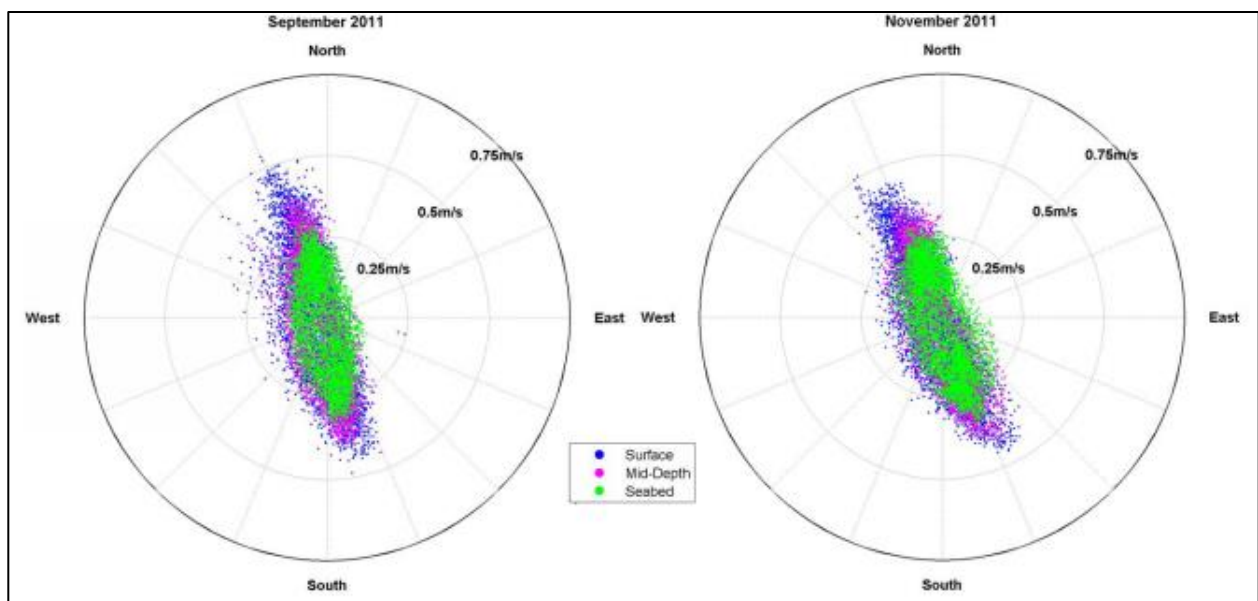 September 2011
North
0.75m/s
0.5m/s
0.25m/s
West
East
South
November 2011
North
0.75m/s
0.5m/s
0.25m/s
West
East
South
Surface
Mid-Depth
Seabed